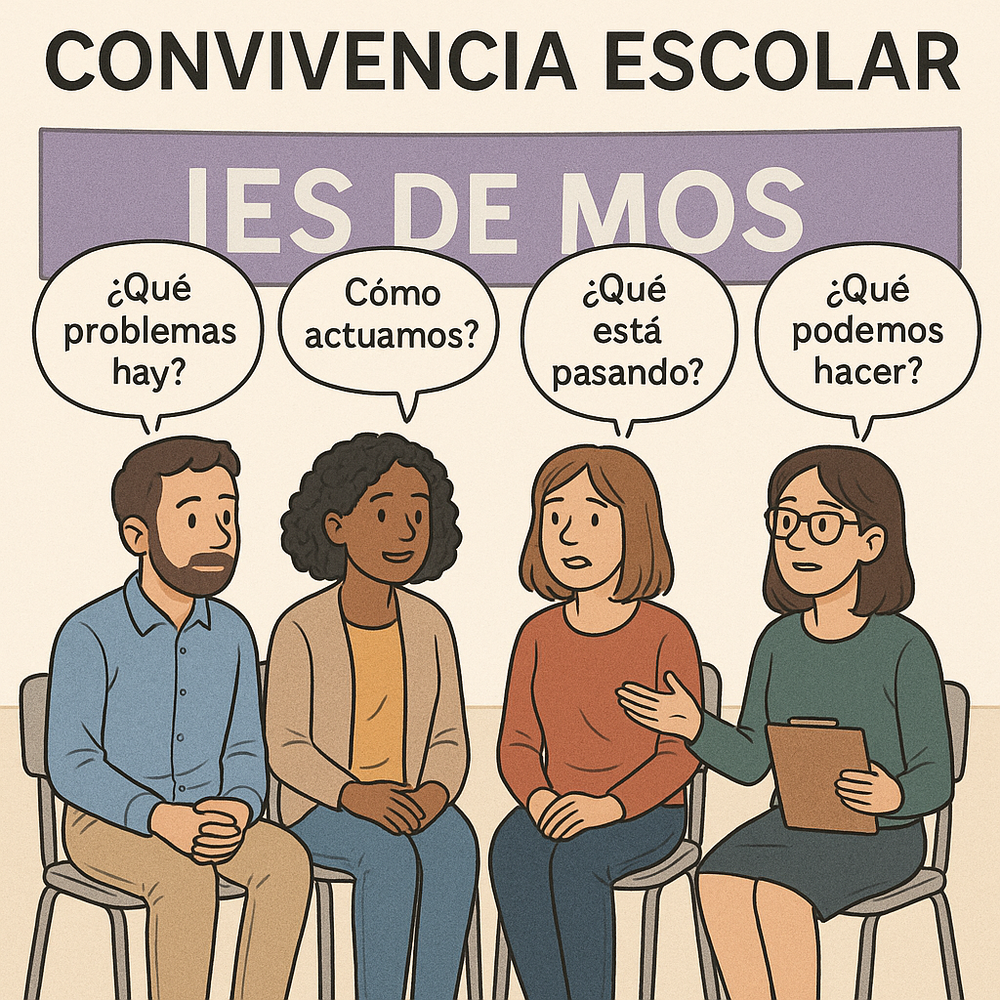 CONVIVENCIA ESCOLAR
IES DE MOS
¿Qué
problemas
hay?
Cómo
actuamos?
¿Qué
está
pasando?
¿Qué
podemos
hacer?